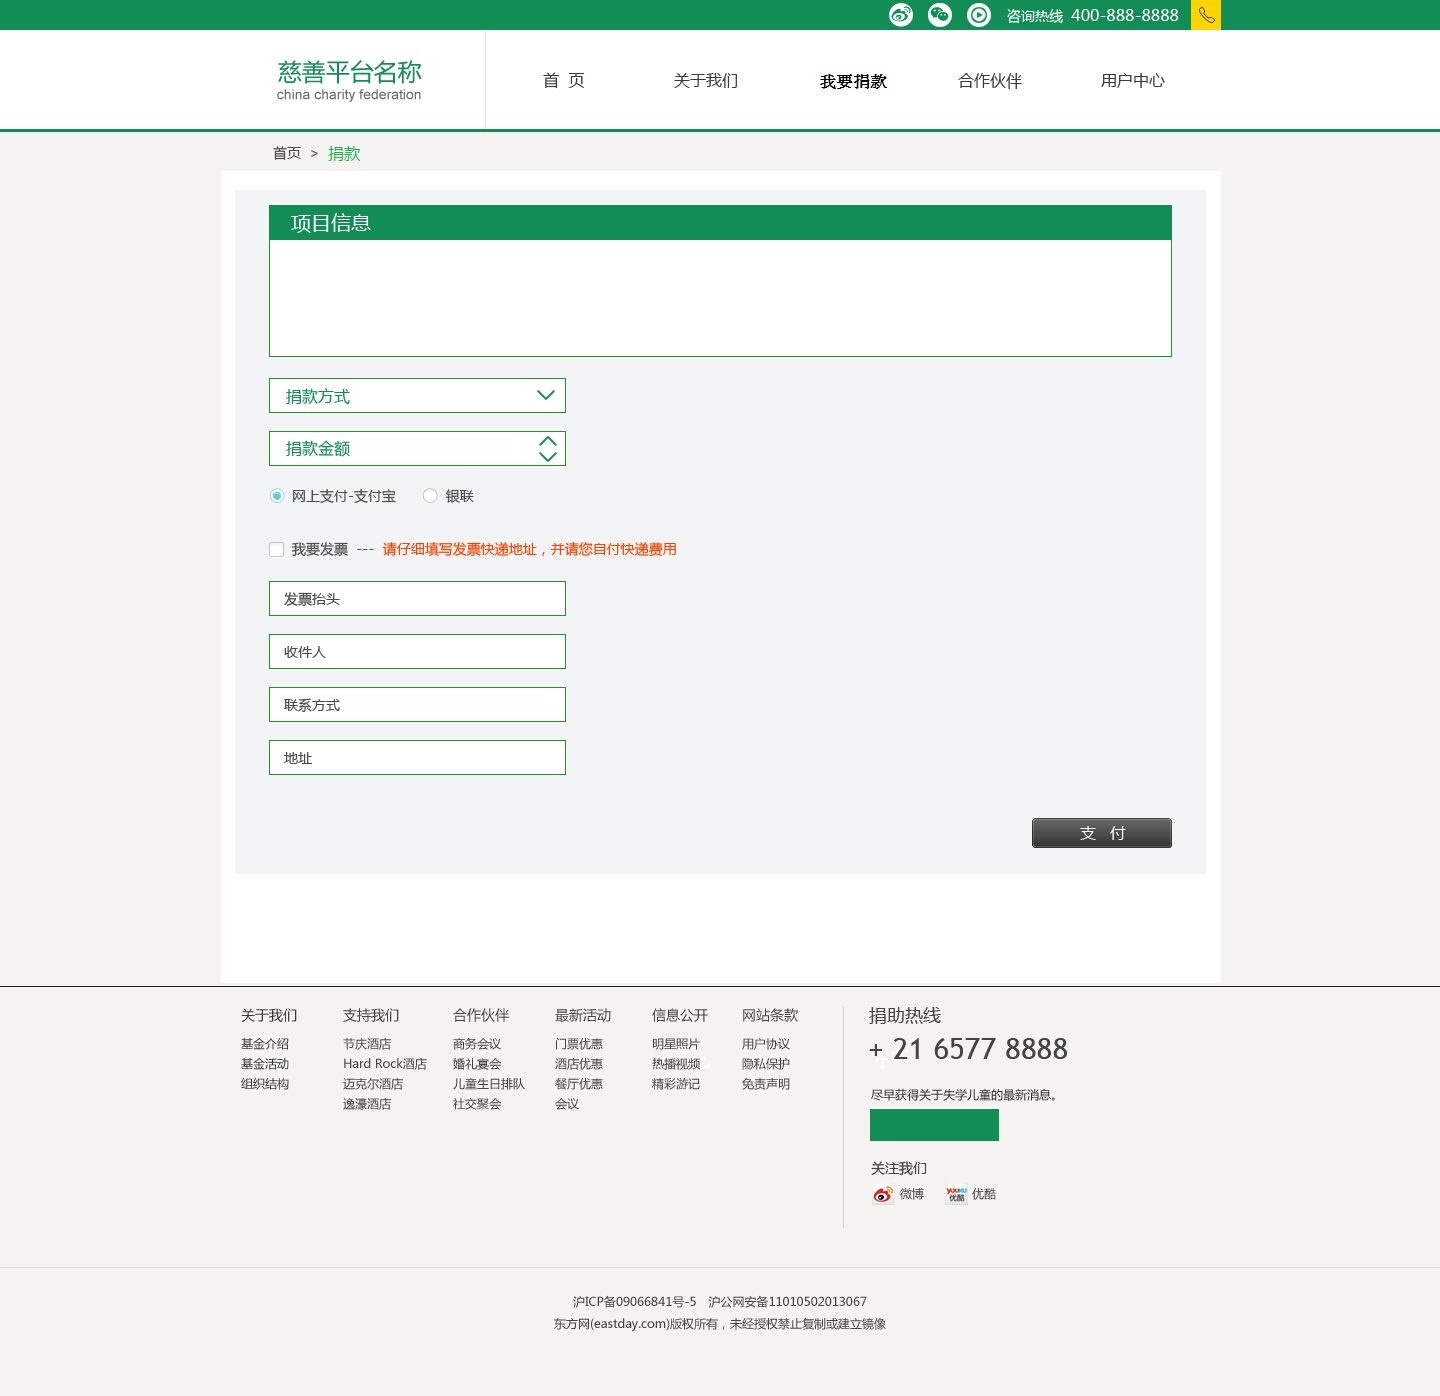 咨询热线 400-888-8888
慈善平台名称
china charity federation
首 页 关于我们 我要捐款 合作伙伴 用户中心
首页 > 捐款
项目信息
捐款方式
捐款金额
网上支付-支付宝 银联
我要发票 --- 请仔细填写发票快递地址，并请您自付快递费用
发票抬头
收件人
联系方式
地址
支 付
关于我们
基金介绍
基金活动
组织结构
支持我们
节庆酒店
Hard Rock酒店
迈克尔酒店
逸濠酒店
合作伙伴
商务会议
婚礼宴会
儿童生日排队
社交聚会
最新活动
门票优惠
酒店优惠
餐厅优惠
会议
信息公开
明星照片
热播视频
精彩游记
网站条款
用户协议
隐私保护
免责声明
捐助热线
+ 21 6577 8888
尽早获得关于失学儿童的最新消息。
关注我们
微博 YOUKU 优酷 优酷
沪ICP备09066841号-5 沪公网安备11010502013067
东方网(eastday.com)版权所有，未经授权禁止复制或建立镜像